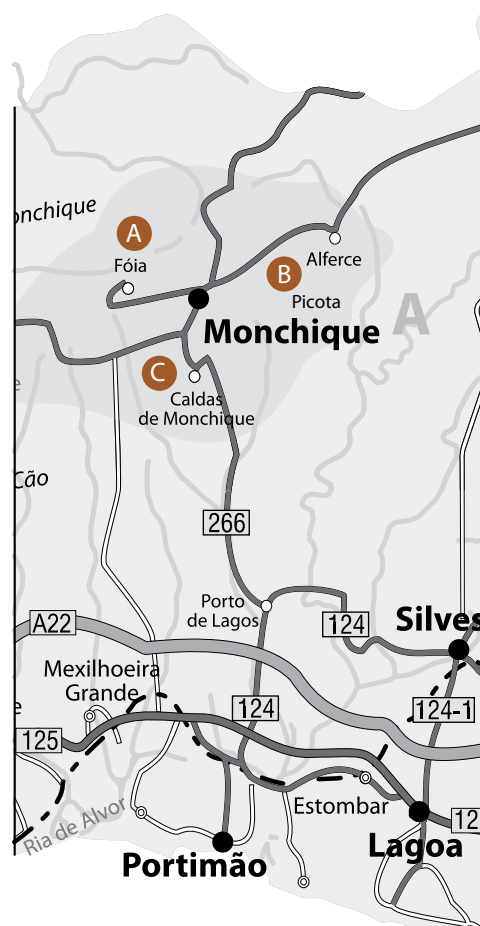 onchique
A
Fóia
Alferce
B
Picota
A
Monchique
C
Caldas
de Monchique
e
Cão
266
Porto
de Lagos
A22
124
Silves
Mexilhoeira
Grande
e
124
124-1
125
Estombar
12
Ria de Alvor
Lagoa
Portimão